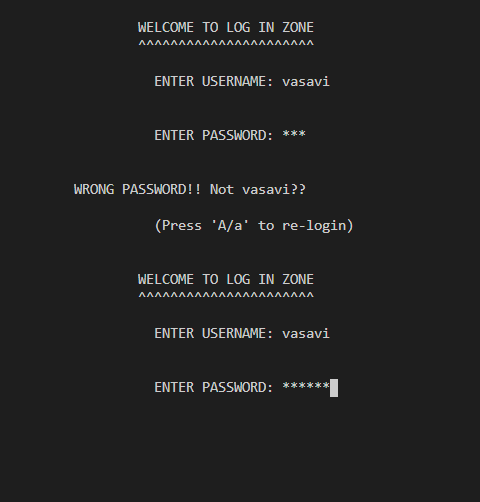 WELCOME TO LOG IN ZONE
^^^^^^^^^^^^^^^^^^^^^^
ENTER USERNAME: vasavi
ENTER PASSWORD: ***
WRONG PASSWORD!! Not vasavi??
(Press 'A/a' to re-login)
WELCOME TO LOG IN ZONE
^^^^^^^^^^^^^^^^^^^^^^
ENTER USERNAME: vasavi
ENTER PASSWORD: ******